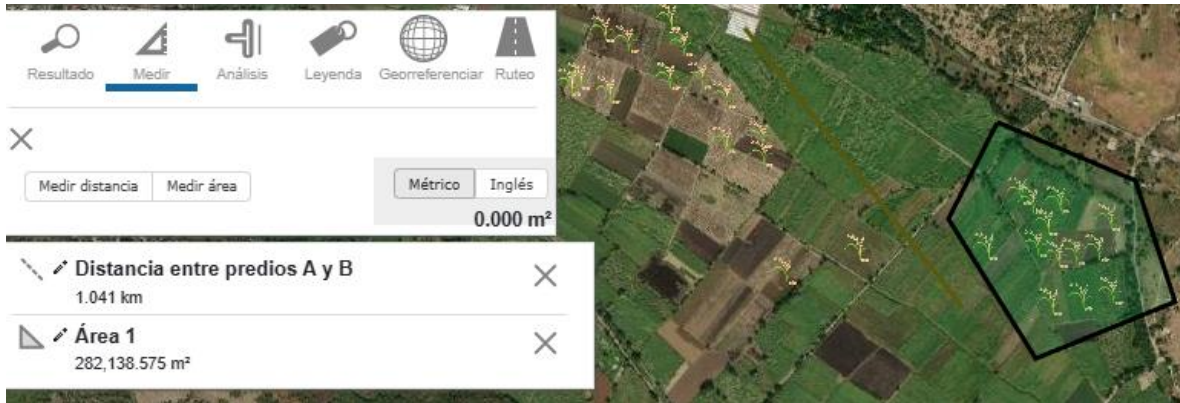 Resultado Medir Análisis Leyenda Georreferenciar Ruteo
Medir distancia Medir área Métrico Inglés
0.000 m²
Distancia entre predios A y B
1.041 km
Área 1
282,138.575 m²